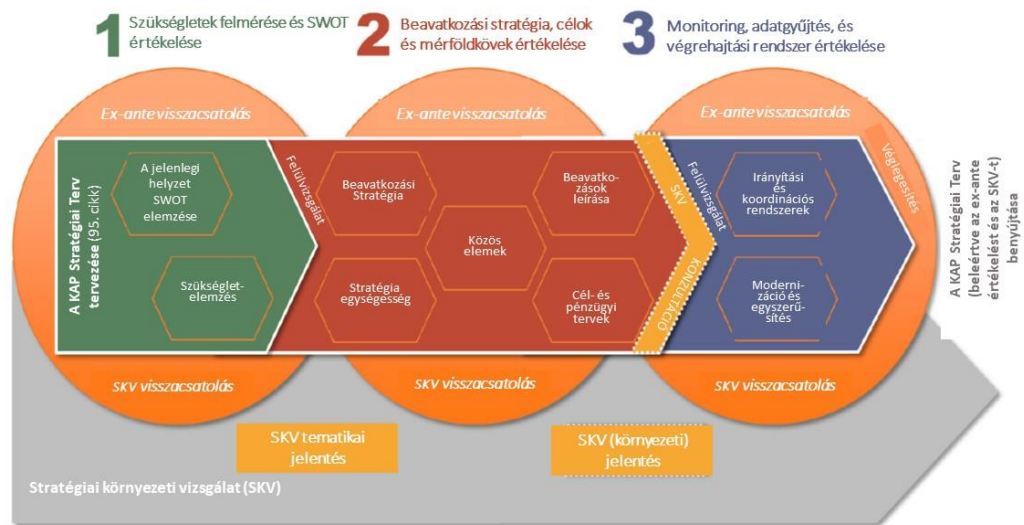 1 Szükségletek felmérése és SWOT
értékelése
2 Beavatkozási stratégia, célok
és mérföldkövek értékelése
3 Monitoring, adatgyűjtés, és
végrehajtási rendszer értékelése
Ex-ante visszacsatolás
Ex-ante visszacsatolás
Ex-ante visszacsatolás
A KAP Stratégiai Terv
tervezése (95. cikk)
A jelenlegi
helyzet
SWOT
elemzése
Szükséglet-
elemzés
Felülvizsgálat
Beavatkozási
Stratégia
Stratégia
egységesség
Közös
elemek
Beavatko-
zások
leírása
Cél- és
pénzügyi
tervek
SKV
KONZULTÁCIÓ
Felülvizsgálat
Irányítási
és
koordinációs
rendszerek
Moderni-
záció és
egyszerű-
sítés
Véglegesítés
A KAP Stratégiai Terv
(beleértve az ex-ante
értékelést és az SKV-t)
benyújtása
SKV visszacsatolás
SKV visszacsatolás
SKV visszacsatolás
SKV tematikai
jelentés
SKV (környezeti)
jelentés
Stratégiai környezeti vizsgálat (SKV)